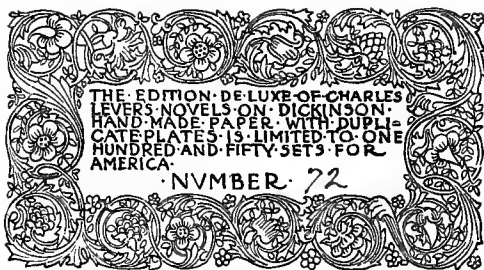 THE·EDITION·DE·LUXE·OF·CHARLES
LEVERS·NOVELS·ON·DICKINSON·
HAND·MADE·PAPER·WITH·DUPLI-
CATE·PLATES·IS·LIMITED·TO·ONE
HUNDRED·AND·FIFTY·SETS·FOR
AMERICA·
·NVMBER· 72